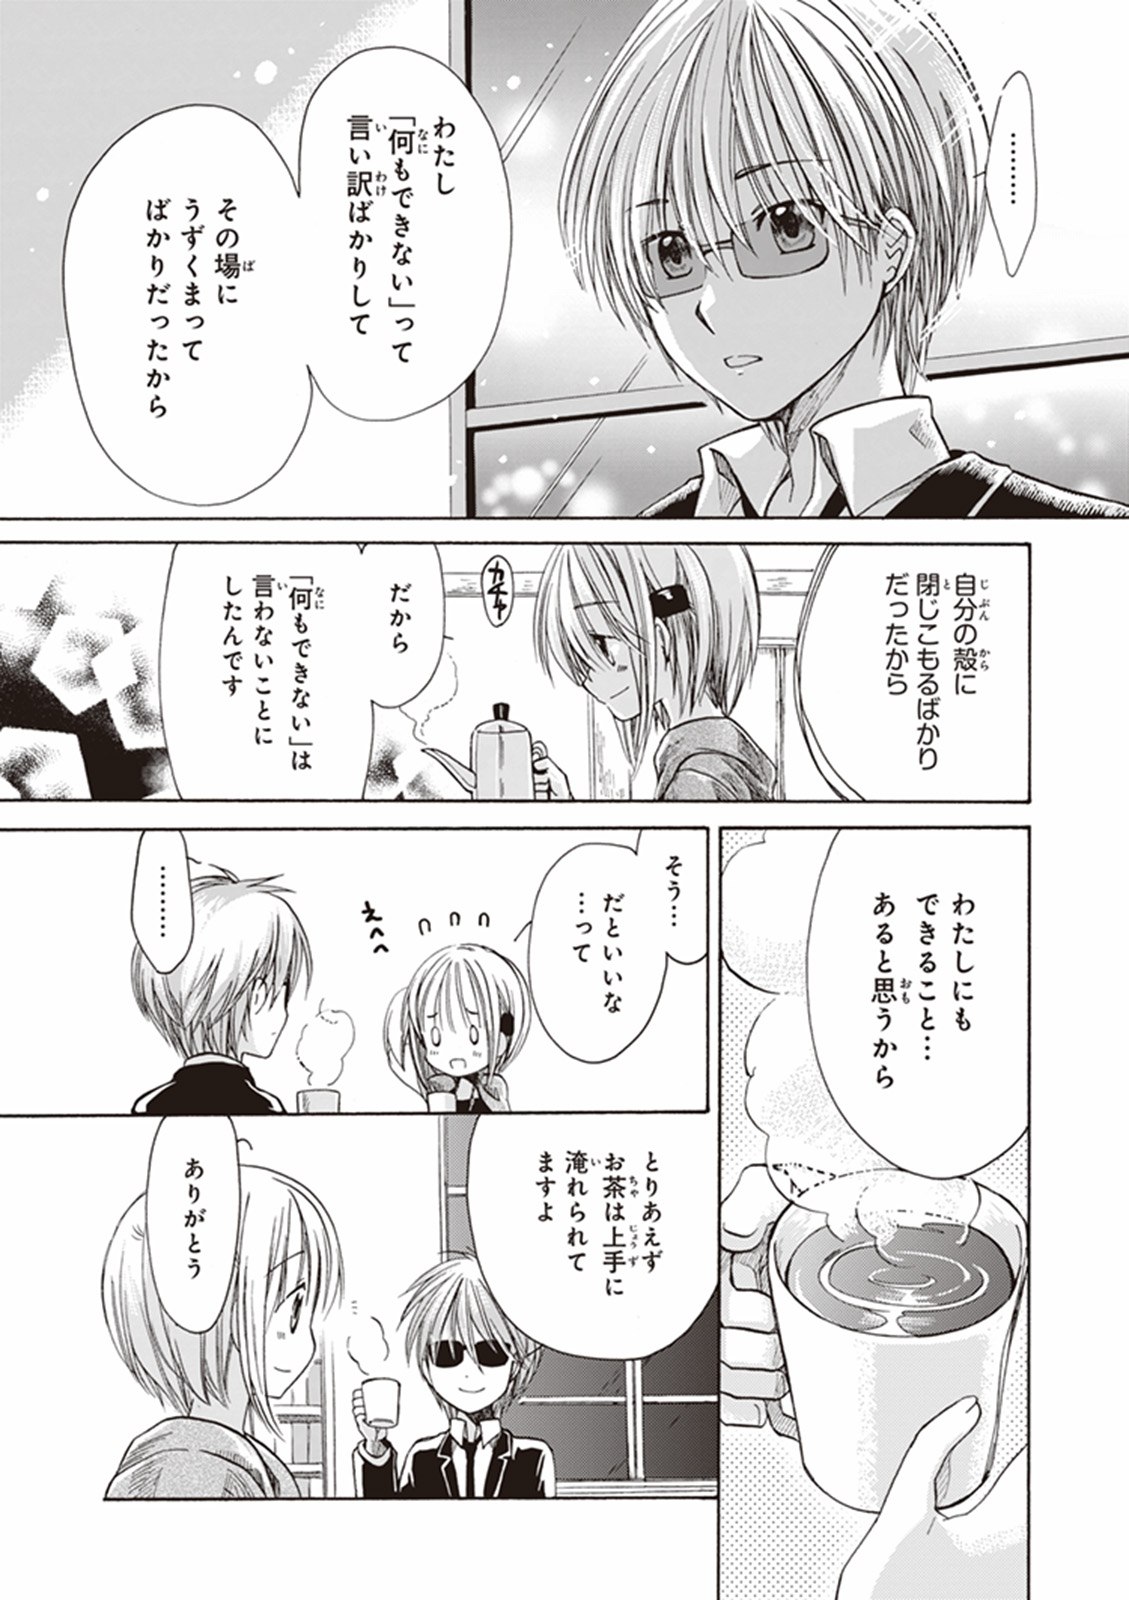 ………
わたし
「何もできない」って
言い訳ばかりして
その場に
うずくまって
ばかりだったから
自分の殻に
閉じこもるばかり
だったから
カチャ
だから
「何もできない」は
言わないことに
したんです
わたしにも
できること…
あると思うから
そう…
だといいな
…って
えへへ
………
とりあえず
お茶は上手に
淹れられて
ますよ
ありがとう